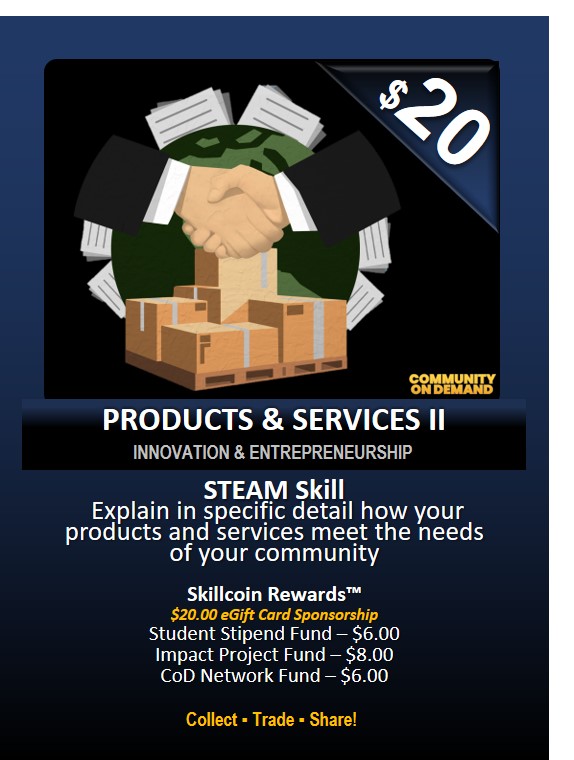 $20
COMMUNITY
ON DEMAND
PRODUCTS & SERVICES II
INNOVATION & ENTREPRENEURSHIP
STEAM Skill
Explain in specific detail how your
products and services meet the needs
of your community
Skillcoin Rewards™
$20.00 eGift Card Sponsorship
Student Stipend Fund – $6.00
Impact Project Fund – $8.00
CoD Network Fund – $6.00
Collect ▪ Trade ▪ Share!